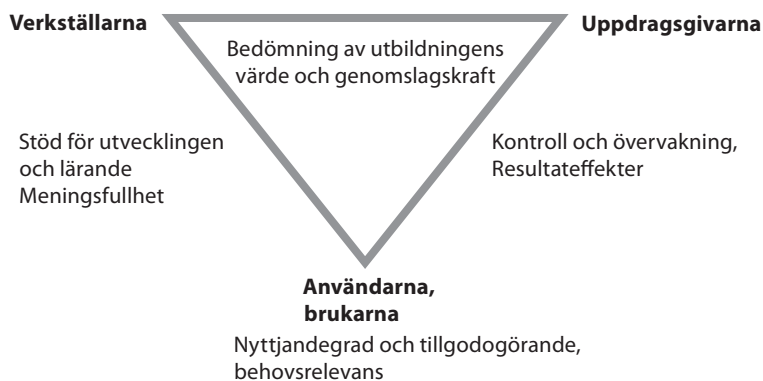 Verkställarna
Uppdragsgivarna
Bedömning av utbildningens
värde och genomslagskraft
Stöd för utvecklingen
och lärande
Meningsfullhet
Kontroll och övervakning,
Resultateffekter
Användarna,
brukarna
Nyttjandegrad och tillgodogörande,
behovsrelevans